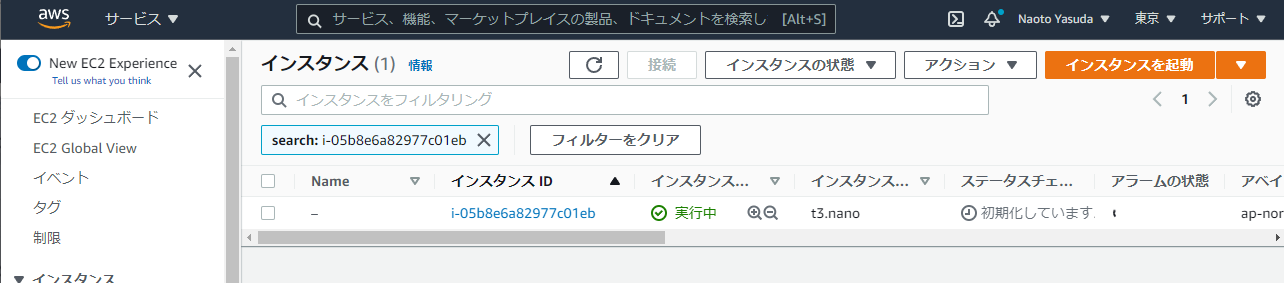 aws サービス サービス、機能、マーケットプレイスの製品、ドキュメントを検索し [Alt+S] Naoto Yasuda 東京 サポート
New EC2 Experience
Tell us what you think
EC2 ダッシュボード
EC2 Global View
イベント
タグ
制限
インスタンス
インスタンス (1) 情報 接続 インスタンスの状態 アクション インスタンスを起動
インスタンスをフィルタリング 1
search: i-05b8e6a82977c01eb フィルターをクリア
Name インスタンス ID インスタンス... インスタンス... ステータスチェ... アラームの状態 アベイ
– i-05b8e6a82977c01eb 実行中 t3.nano 初期化しています ap-nor